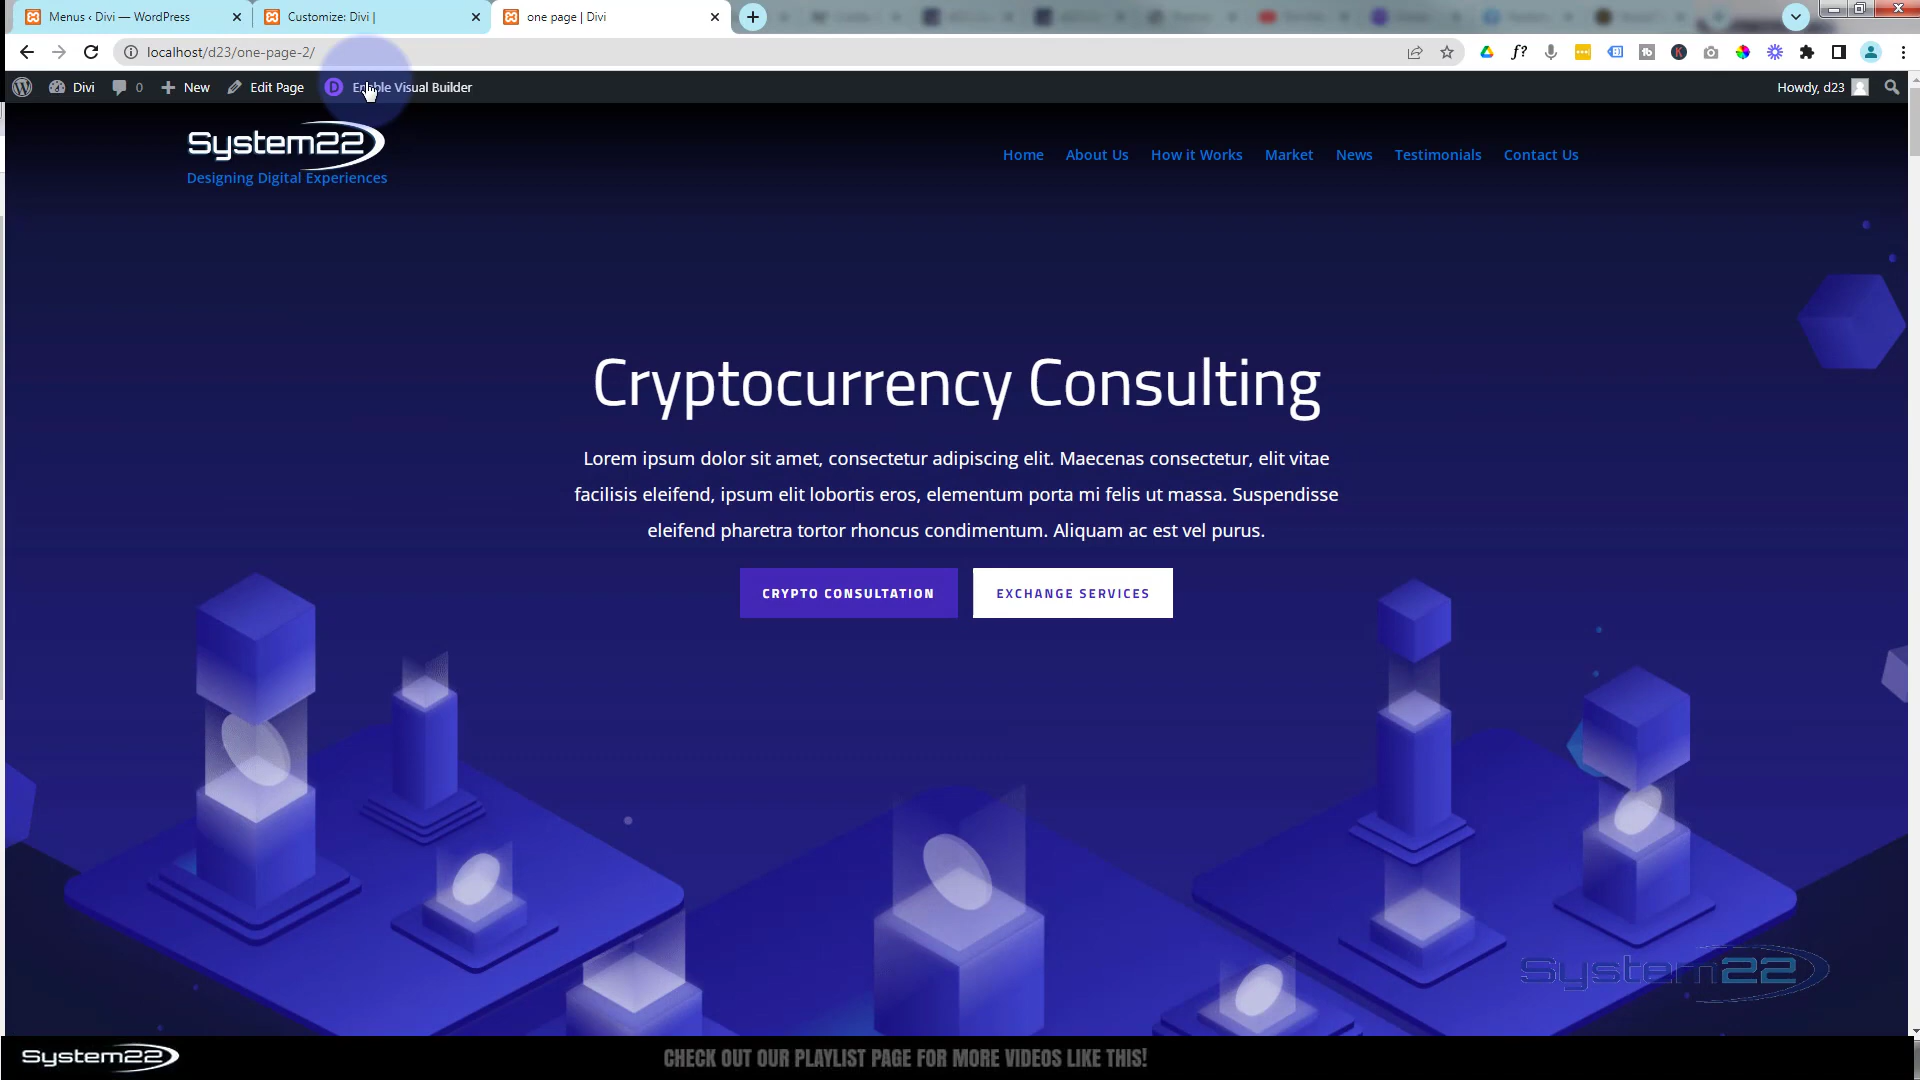 Menus ‹ Divi — WordPress
Customize: Divi |
one page | Divi
localhost/d23/one-page-2/
Divi
0
New
Edit Page
Enable Visual Builder
Howdy, d23
System22
Designing Digital Experiences
Home
About Us
How it Works
Market
News
Testimonials
Contact Us
Cryptocurrency Consulting
Lorem ipsum dolor sit amet, consectetur adipiscing elit. Maecenas consectetur, elit vitae
facilisis eleifend, ipsum elit lobortis eros, elementum porta mi felis ut massa. Suspendisse
eleifend pharetra tortor rhoncus condimentum. Aliquam ac est vel purus.
CRYPTO CONSULTATION
EXCHANGE SERVICES
System22
System22
CHECK OUT OUR PLAYLIST PAGE FOR MORE VIDEOS LIKE THIS!